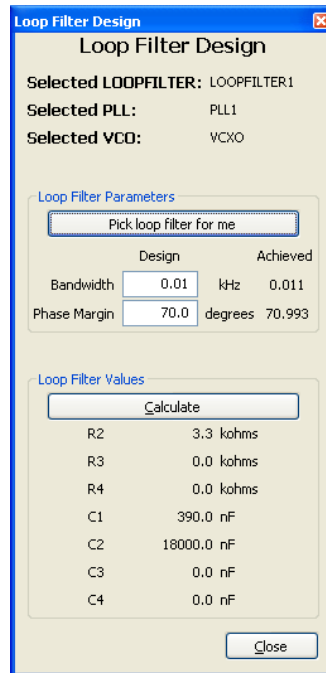 Loop Filter Design
Loop Filter Design
Selected LOOPFILTER: LOOPFILTER1
Selected PLL: PLL1
Selected VCO: VCXO
Loop Filter Parameters
Pick loop filter for me
Design Achieved
Bandwidth 0.01 kHz 0.011
Phase Margin 70.0 degrees 70.993
Loop Filter Values
Calculate
R2 3.3 kohms
R3 0.0 kohms
R4 0.0 kohms
C1 390.0 nF
C2 18000.0 nF
C3 0.0 nF
C4 0.0 nF
Close